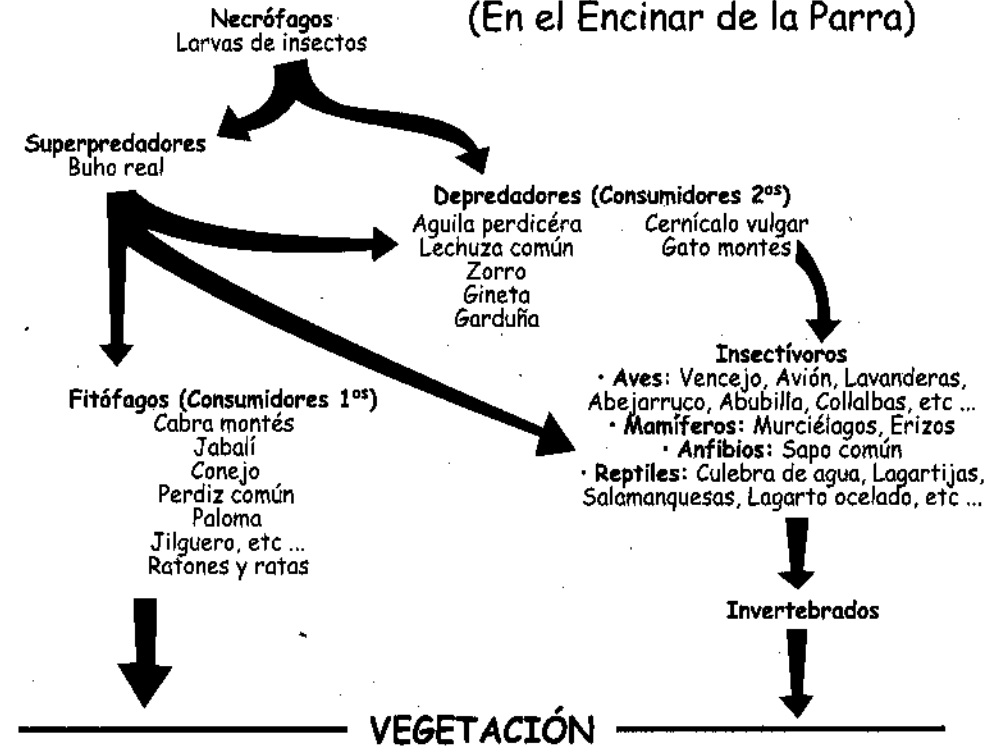 (En el Encinar de la Parra)
Necrófagos
Larvas de insectos
Superpredadores
Buho real
Depredadores (Consumidores 2ºˢ)
Aguila perdicéra
Lechuza común
Zorro
Gineta
Garduña
Cernícalo vulgar
Gato montés
Insectívoros
· Aves: Vencejo, Avión, Lavanderas,
Abejarruco, Abubilla, Collalbas, etc ...
· Mamíferos: Murciélagos, Erizos
· Anfibios: Sapo común
· Reptiles: Culebra de agua, Lagartijas,
Salamanquesas, Lagarto ocelado, etc ...
Fitófagos (Consumidores 1ºˢ)
Cabra montés
Jabalí
Conejo
Perdiz común
Paloma
Jilguero, etc ...
Ratones y ratas
Invertebrados
VEGETACIÓN